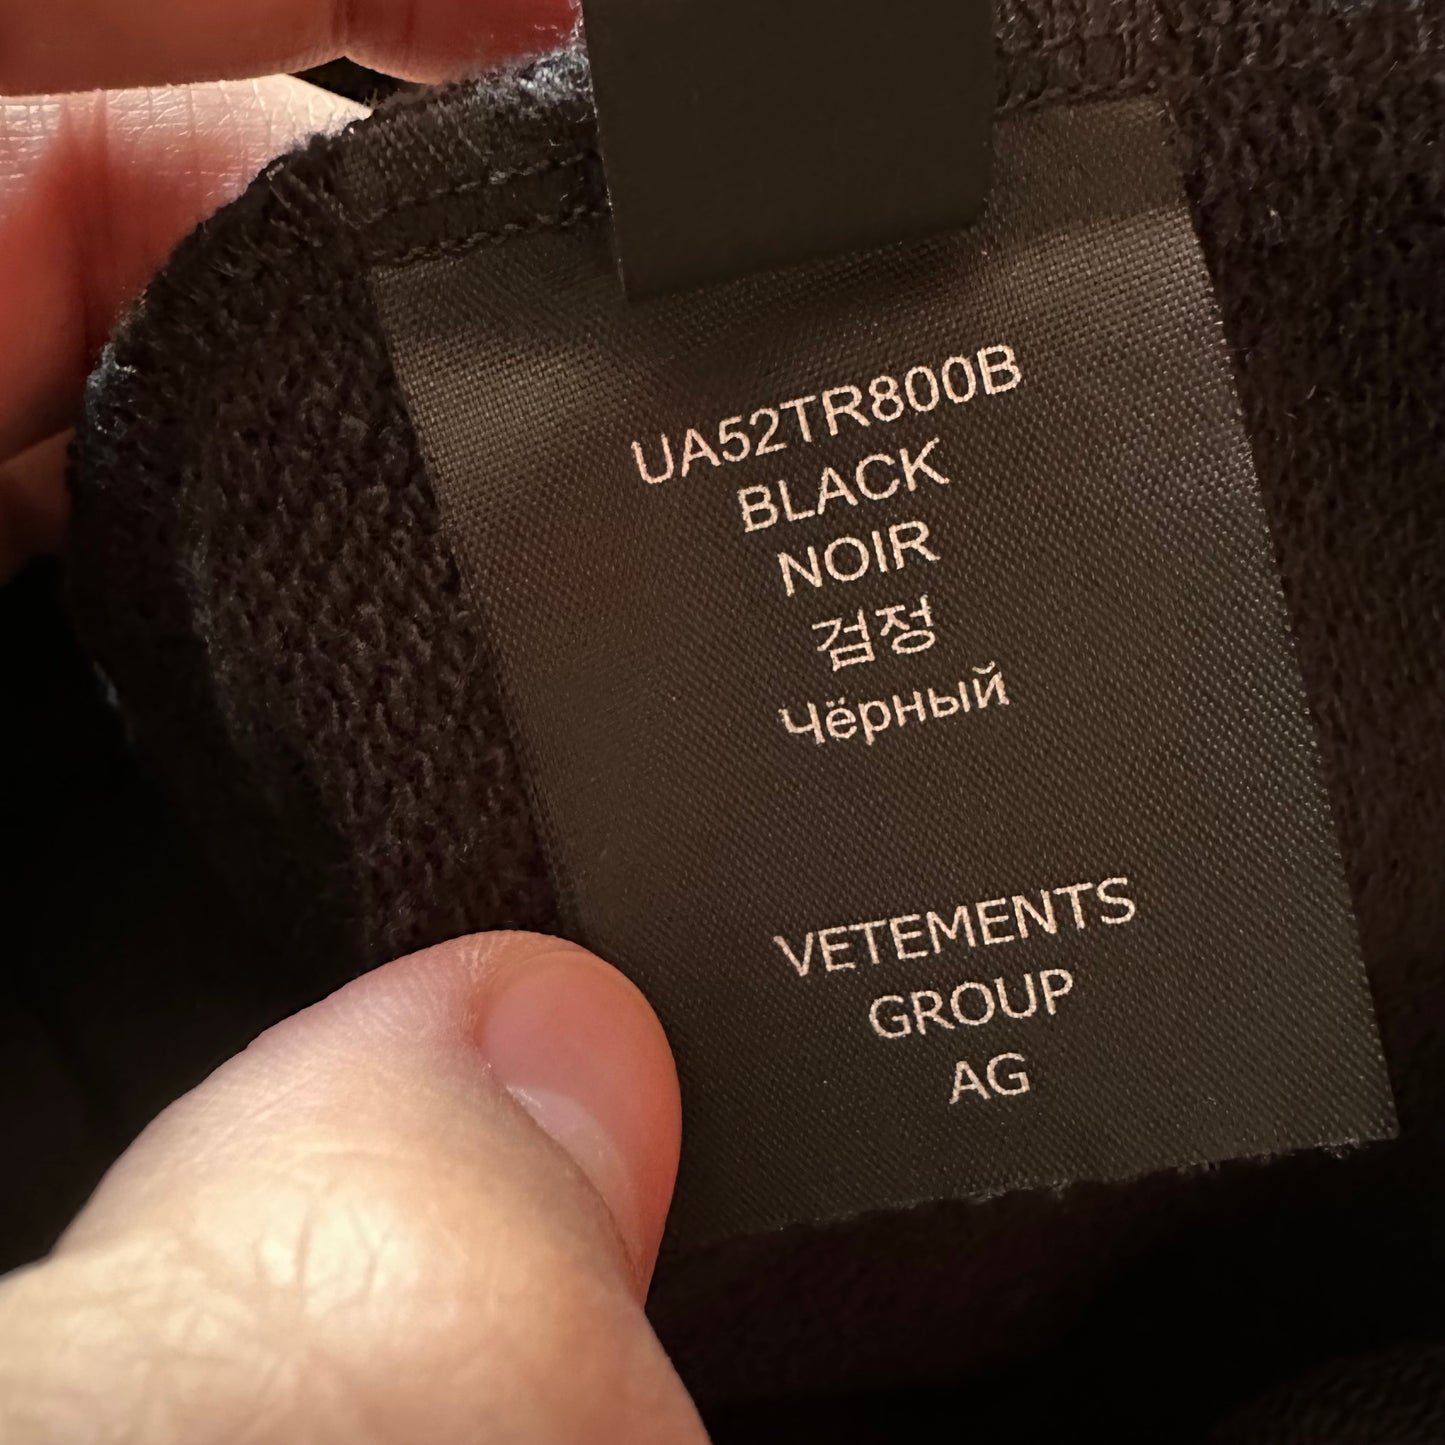 UA52TR800B
BLACK
NOIR
검정
Чёрный
VETEMENTS
GROUP
AG